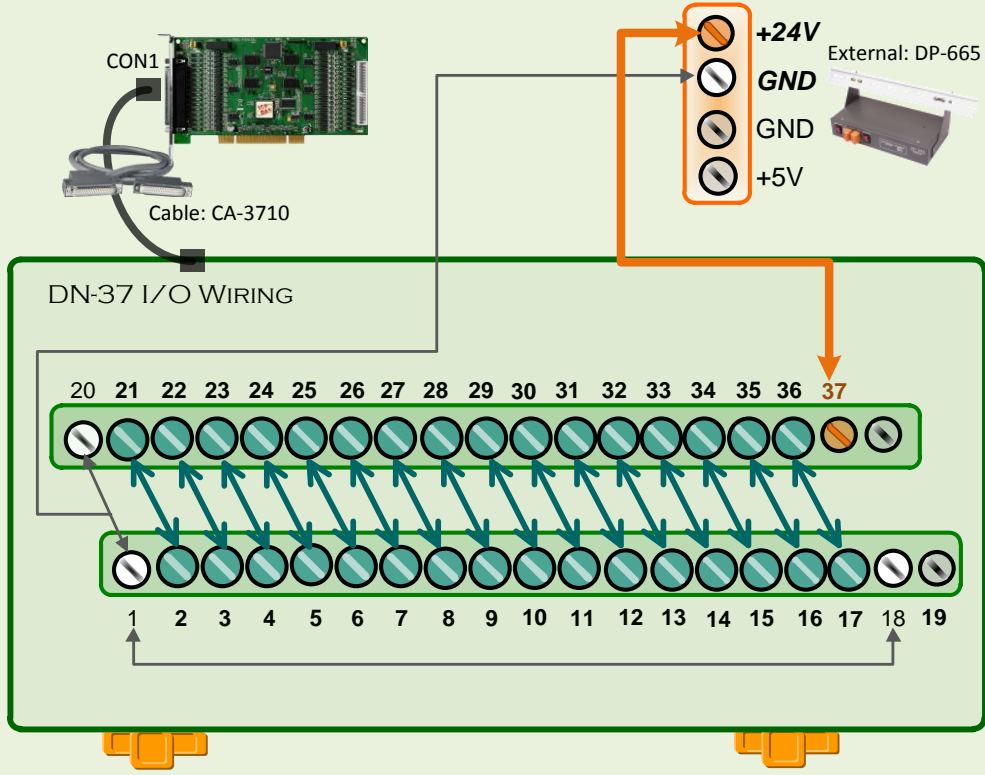 CON1
Cable: CA-3710
+24V
GND
GND
+5V
External: DP-665
DN-37 I/O WIRING
20 21 22 23 24 25 26 27 28 29 30 31 32 33 34 35 36 37
1 2 3 4 5 6 7 8 9 10 11 12 13 14 15 16 17 18 19